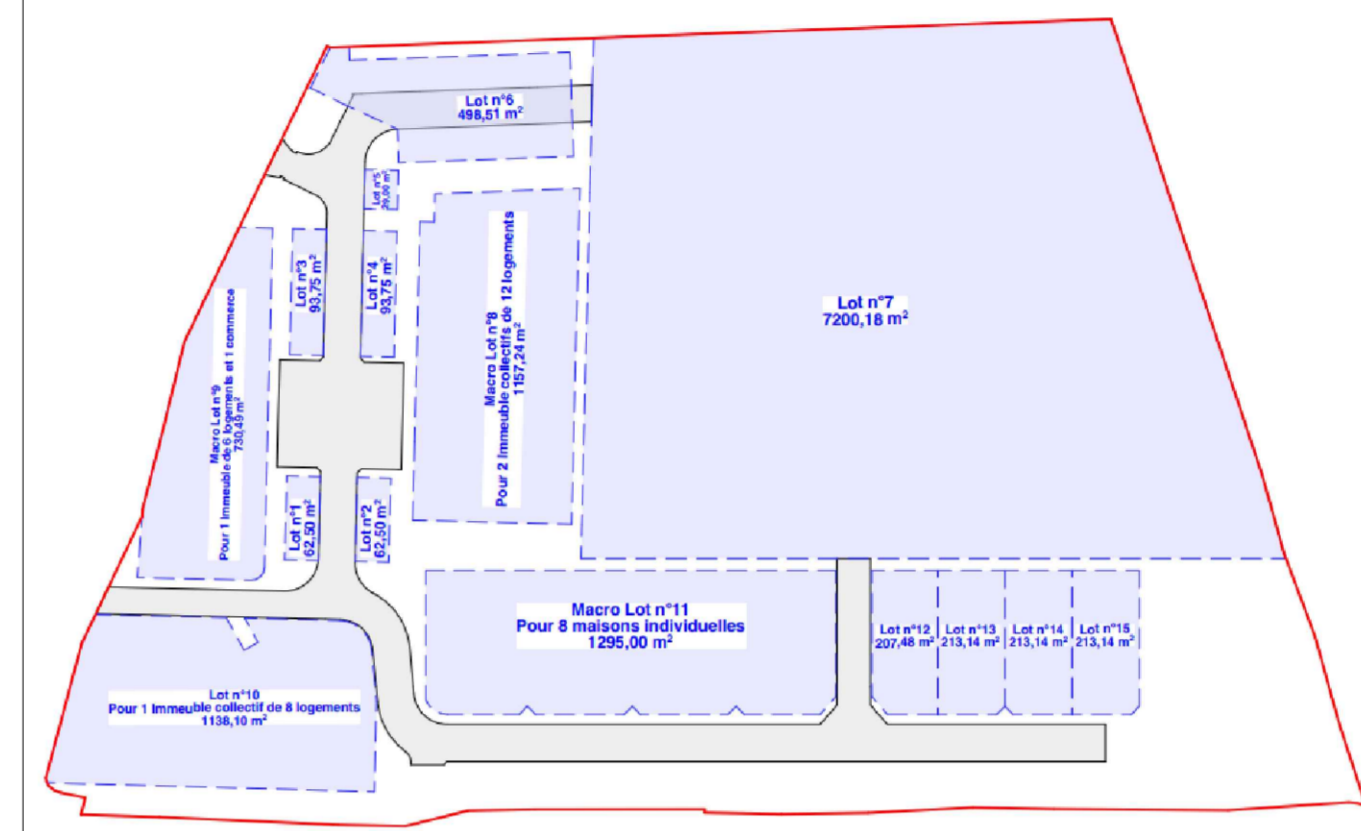 Lot n°6
498,51 m²
Lot n°5
39,00 m²
Lot n°3
93,75 m²
Lot n°4
93,75 m²
Macro Lot n°8
Pour 2 Immeuble collectifs de 12 logements
1157,24 m²
Lot n°7
7200,18 m²
Macro Lot n°9
Pour 1 Immeuble de 6 logements et 1 commerce
730,49 m²
Lot n°1
62,50 m²
Lot n°2
62,50 m²
Macro Lot n°11
Pour 8 maisons individuelles
1295,00 m²
Lot n°12
207,48 m²
Lot n°13
213,14 m²
Lot n°14
213,14 m²
Lot n°15
213,14 m²
Lot n°10
Pour 1 Immeuble collectif de 8 logements
1138,10 m²